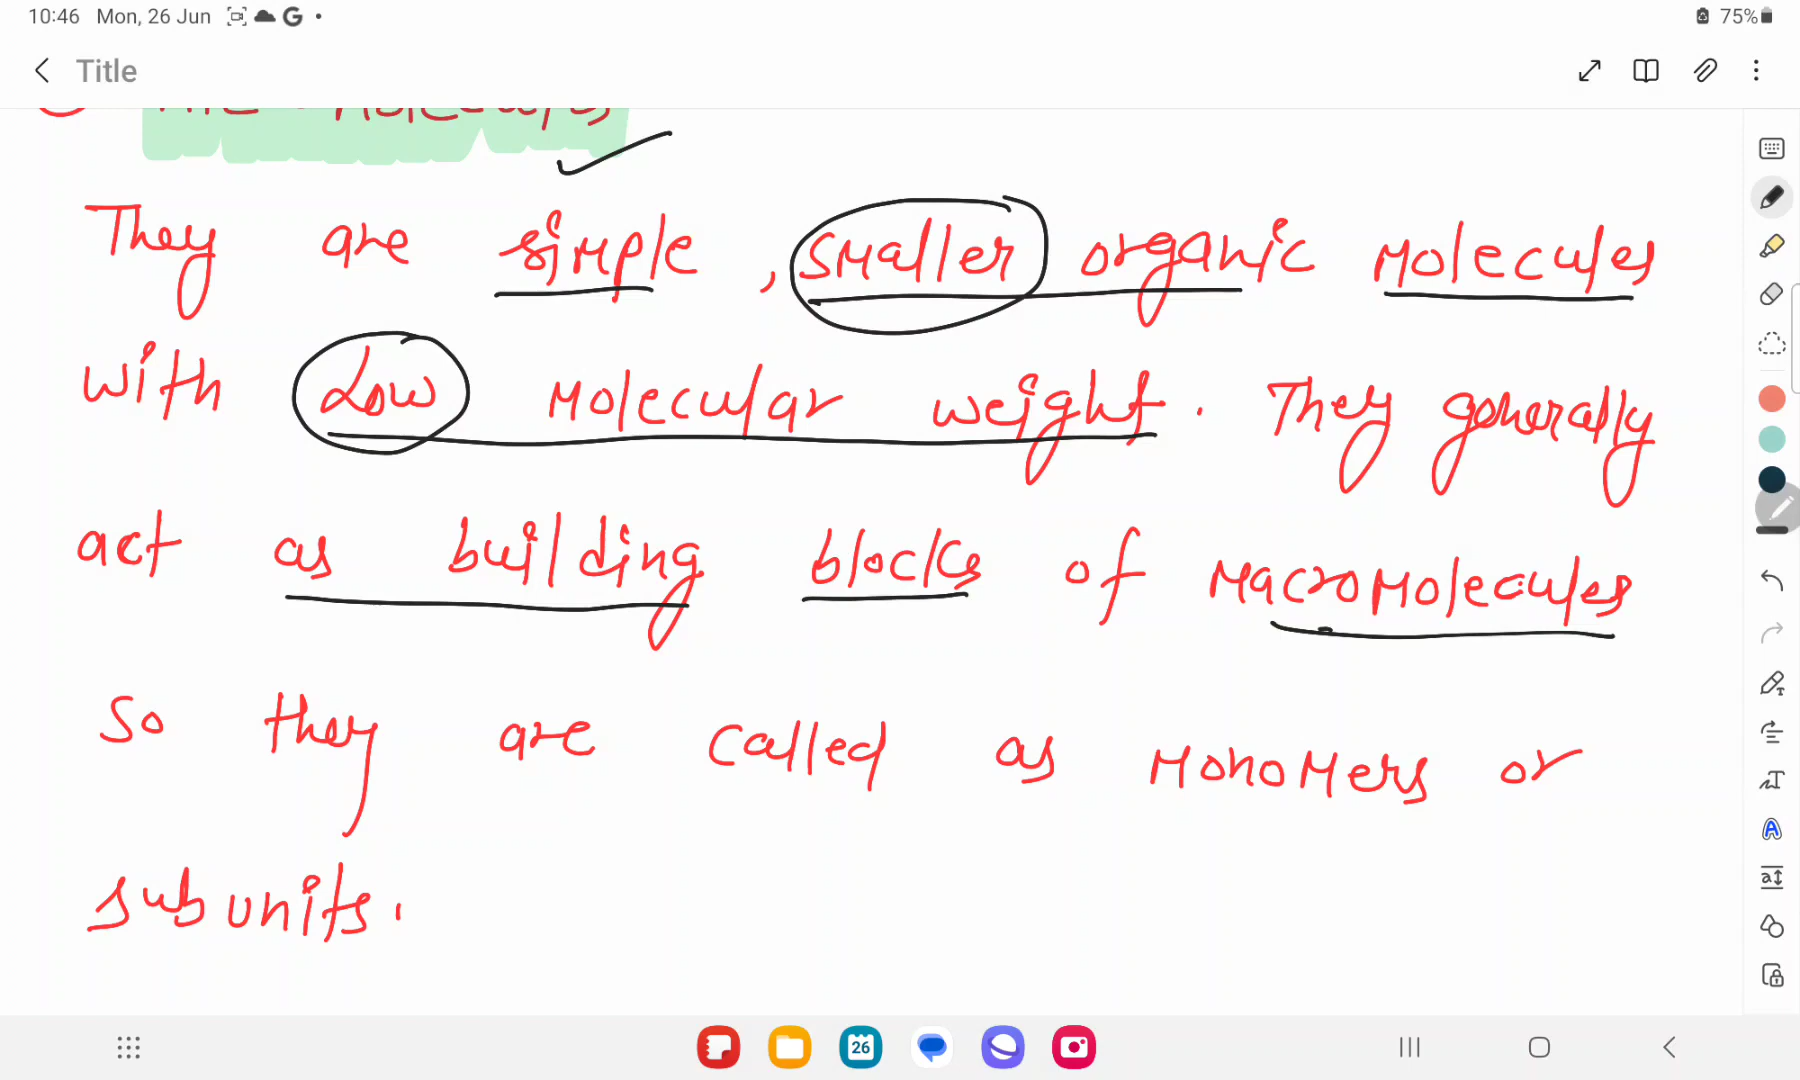 10:46 Mon, 26 Jun G 75%
Title
They are simple, smaller organic Molecules
with Low Molecular weight. They generally
act as building blocks of Macromolecules
So they are called as Monomers or
subunits.
26